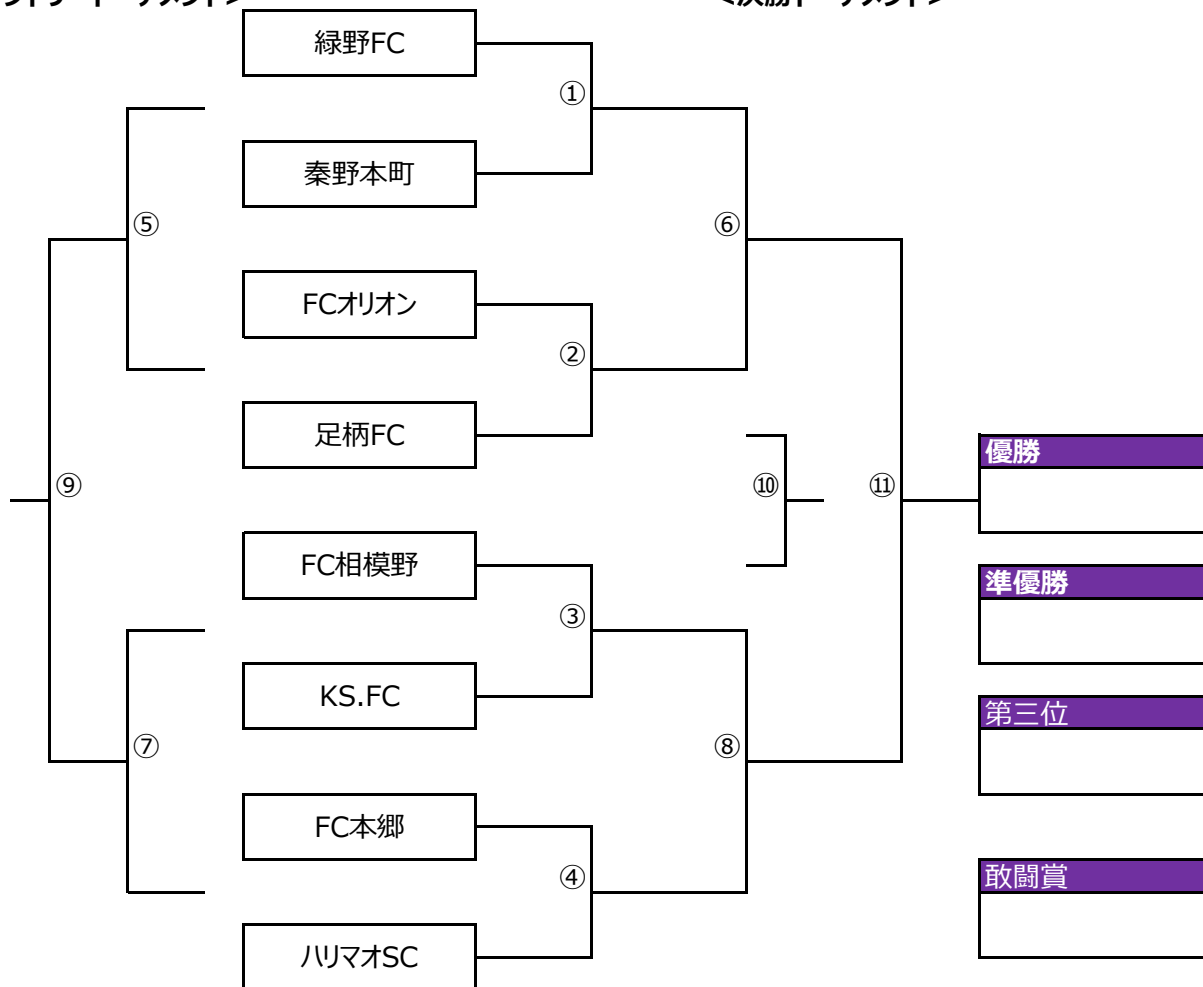 緑野FC
①
秦野本町
⑤
⑥
FCオリオン
②
足柄FC
優勝
⑨
⑩
⑪
FC相模野
準優勝
③
KS.FC
第三位
⑦
⑧
FC本郷
敢闘賞
④
ハリマオSC